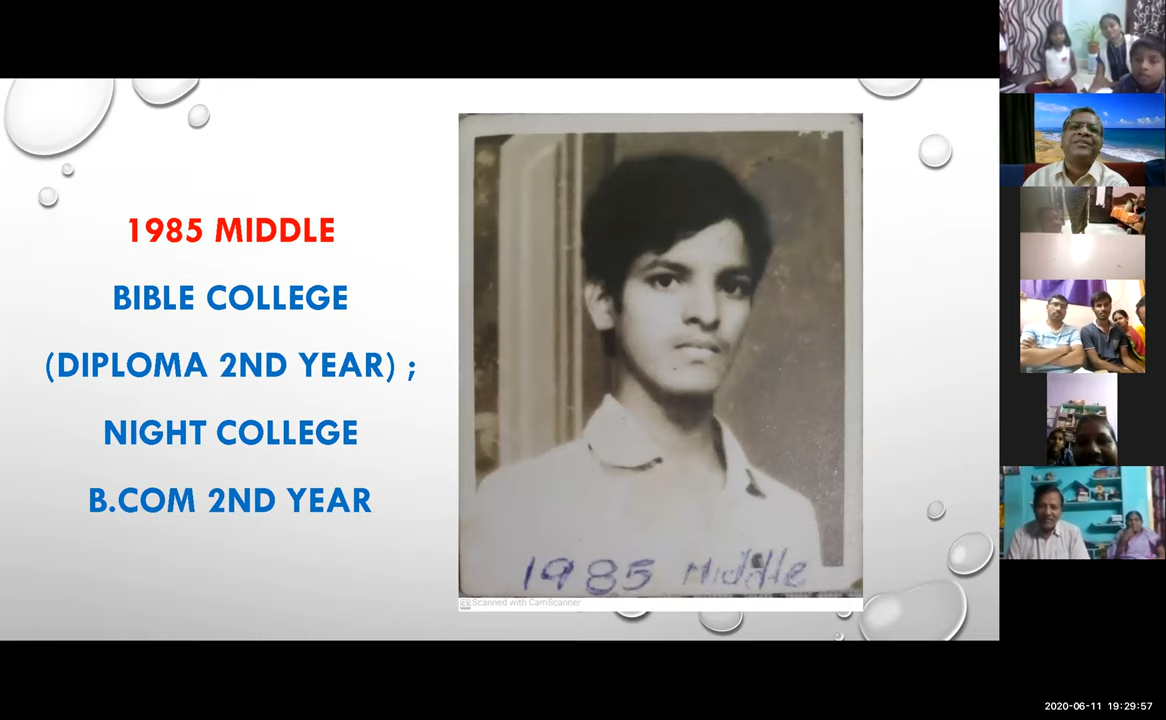 1985 MIDDLE
BIBLE COLLEGE
(DIPLOMA 2ND YEAR) ;
NIGHT COLLEGE
B.COM 2ND YEAR
1985 Middle
CS Scanned with CamScanner
2020-06-11 19:29:57